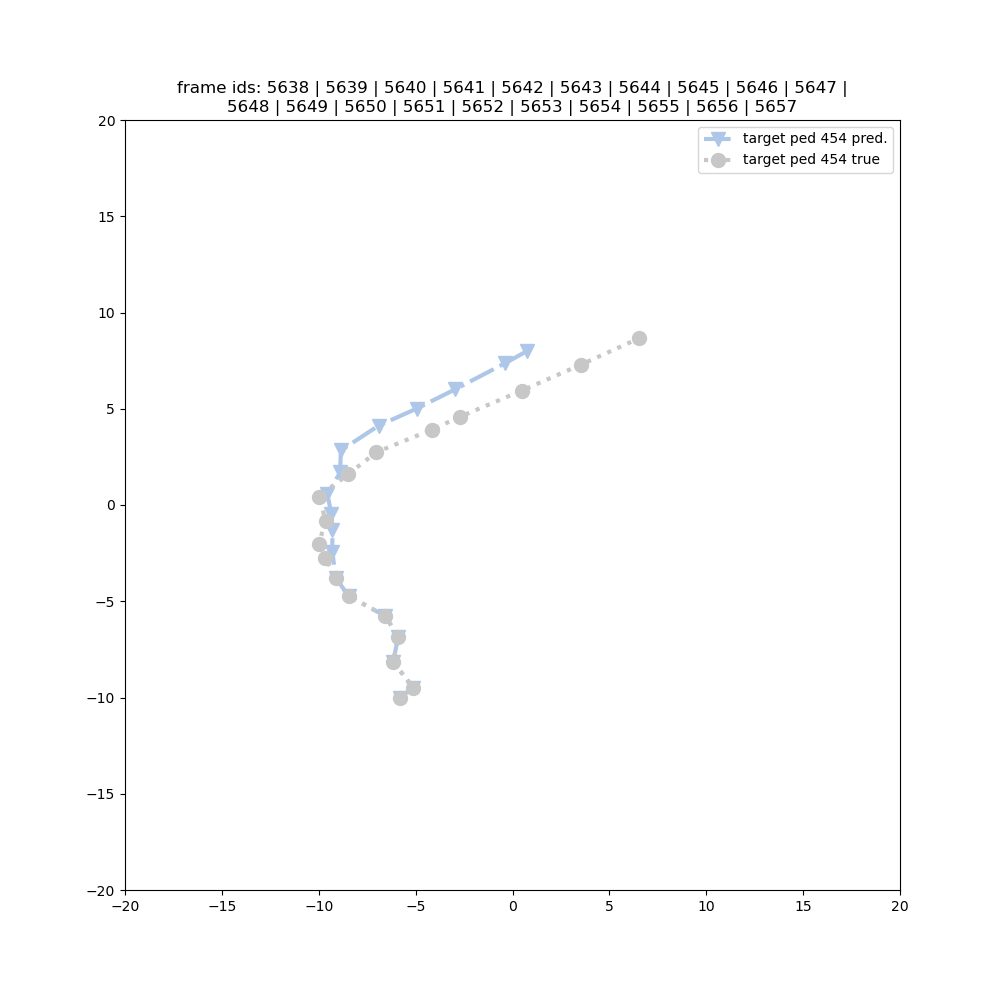 frame ids: 5638 | 5639 | 5640 | 5641 | 5642 | 5643 | 5644 | 5645 | 5646 | 5647 |
5648 | 5649 | 5650 | 5651 | 5652 | 5653 | 5654 | 5655 | 5656 | 5657
target ped 454 pred.
target ped 454 true
20
15
10
5
0
−5
−10
−15
−20
−20 −15 −10 −5 0 5 10 15 20